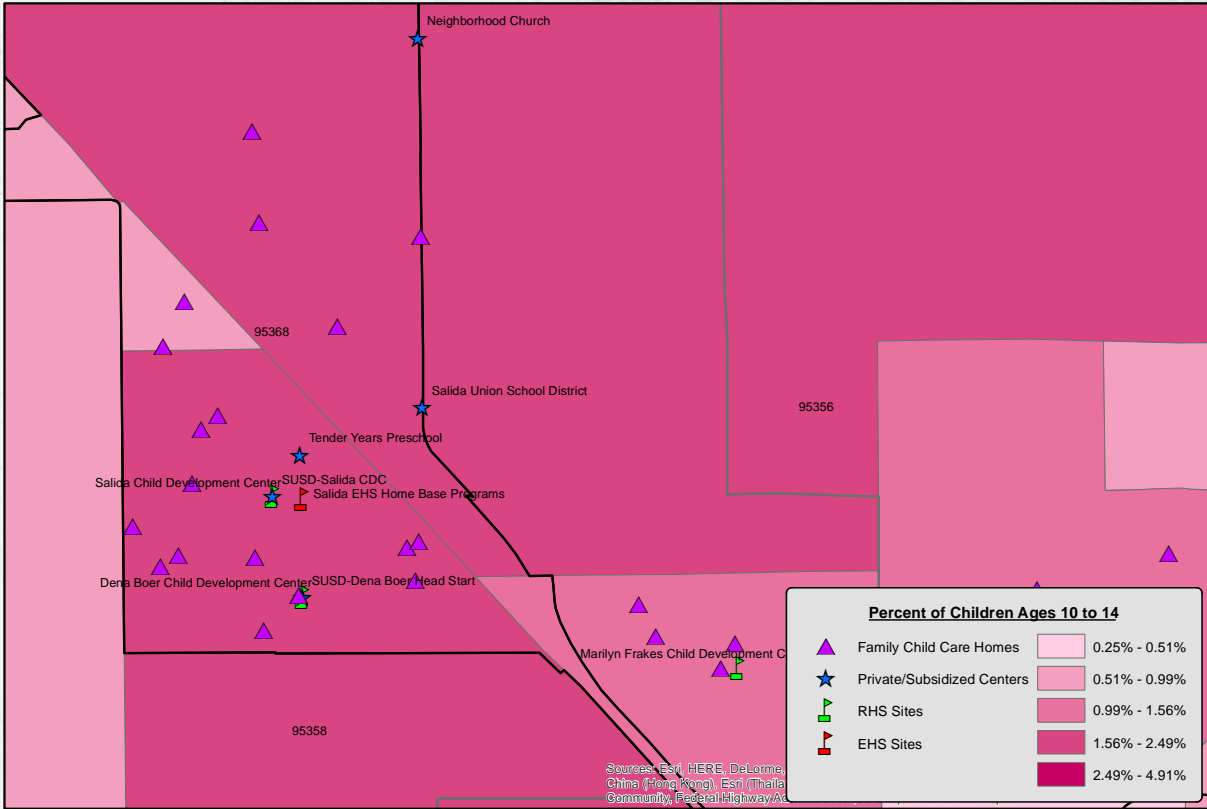 Neighborhood Church
95368
Salida Union School District
95356
Tender Years Preschool
Salida Child Development Center
SUSD-Salida CDC
Salida EHS Home Base Programs
Dena Boer Child Development Center
SUSD-Dena Boer Head Start
Marilyn Frakes Child Development C
95358
Percent of Children Ages 10 to 14
Family Child Care Homes
0.25% - 0.51%
Private/Subsidized Centers
0.51% - 0.99%
RHS Sites
0.99% - 1.56%
EHS Sites
1.56% - 2.49%
2.49% - 4.91%
Sources: Esri, HERE, DeLorme,
China (Hong Kong), Esri (Thaila
Community, Federal Highway